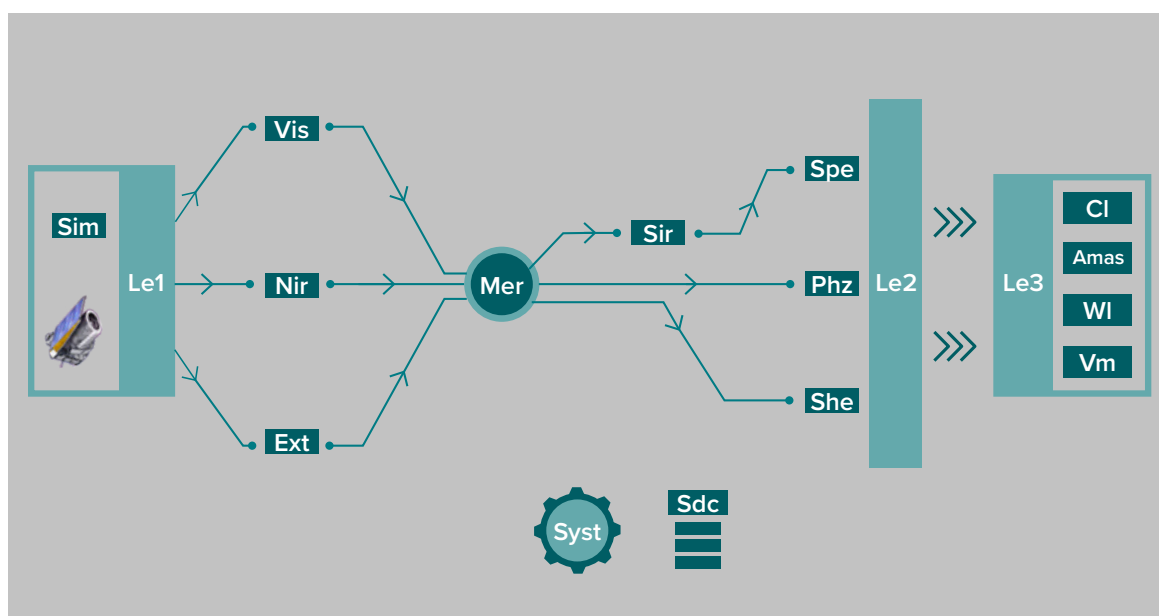 Sim
Le1
Vis
Nir
Ext
Mer
Sir
Spe
Phz
She
Le2
Le3
Cl
Amas
Wl
Vm
Syst
Sdc